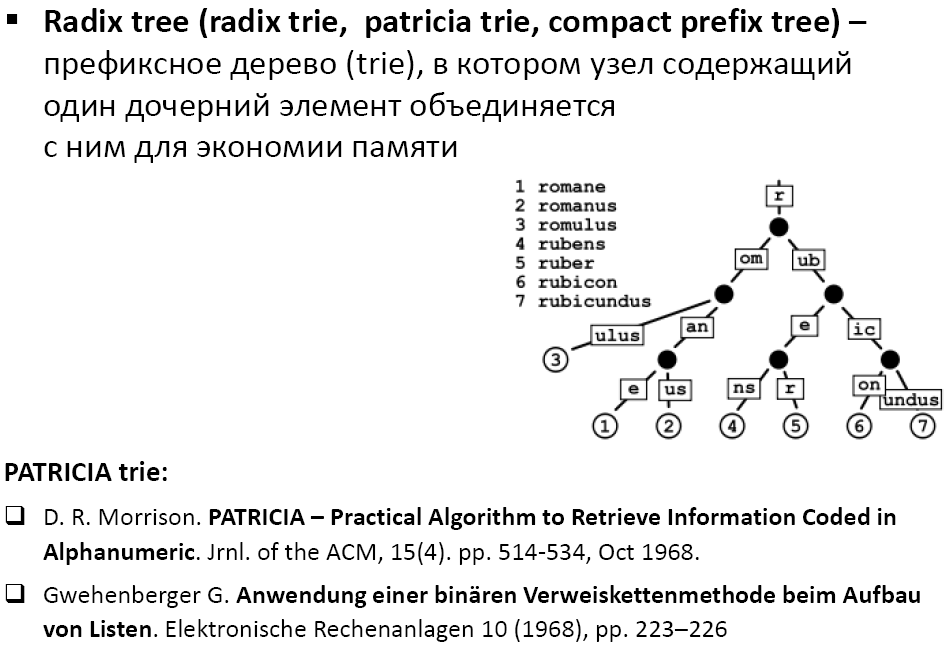 ▪ Radix tree (radix trie, patricia trie, compact prefix tree) –
префиксное дерево (trie), в котором узел содержащий
один дочерний элемент объединяется
с ним для экономии памяти
1 romane
2 romanus
3 romulus
4 rubens
5 ruber
6 rubicon
7 rubicundus
r
om ub
ulus an e ic
3
e us ns r on undus
1 2 4 5 6 7
PATRICIA trie:
❑ D. R. Morrison. PATRICIA – Practical Algorithm to Retrieve Information Coded in
Alphanumeric. Jrnl. of the ACM, 15(4). pp. 514-534, Oct 1968.
❑ Gwehenberger G. Anwendung einer binären Verweiskettenmethode beim Aufbau
von Listen. Elektronische Rechenanlagen 10 (1968), pp. 223–226